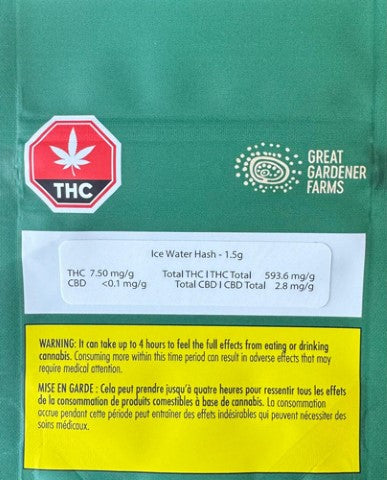 THC
GREAT
GARDENER
FARMS
Ice Water Hash - 1.5g
THC 7.50 mg/g Total THC I THC Total 593.6 mg/g
CBD <0.1 mg/g Total CBD I CBD Total 2.8 mg/g
WARNING: It can take up to 4 hours to feel the full effects from eating or drinking
cannabis. Consuming more within this time period can result in adverse effects that may
require medical attention.
MISE EN GARDE : Cela peut prendre jusqu'à quatre heures pour ressentir tous les effets
de la consommation de produits comestibles à base de cannabis. La consommation
accrue pendant cette période peut entraîner des effets indésirables qui peuvent nécessiter des
soins médicaux.